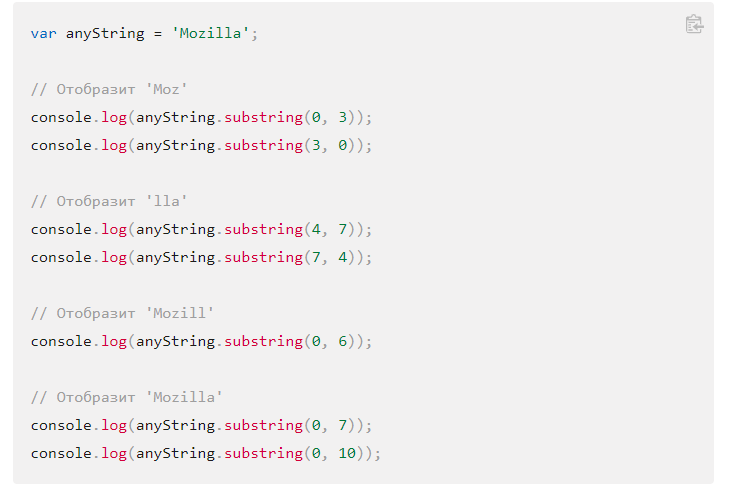 var anyString = 'Mozilla';
// Отобразит 'Moz'
console.log(anyString.substring(0, 3));
console.log(anyString.substring(3, 0));
// Отобразит 'lla'
console.log(anyString.substring(4, 7));
console.log(anyString.substring(7, 4));
// Отобразит 'Mozill'
console.log(anyString.substring(0, 6));
// Отобразит 'Mozilla'
console.log(anyString.substring(0, 7));
console.log(anyString.substring(0, 10));